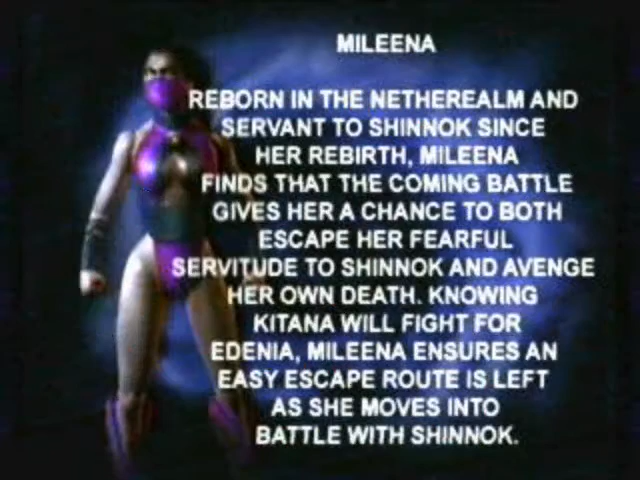 MILEENA
REBORN IN THE NETHEREALM AND
SERVANT TO SHINNOK SINCE
HER REBIRTH, MILEENA
FINDS THAT THE COMING BATTLE
GIVES HER A CHANCE TO BOTH
ESCAPE HER FEARFUL
SERVITUDE TO SHINNOK AND AVENGE
HER OWN DEATH. KNOWING
KITANA WILL FIGHT FOR
EDENIA, MILEENA ENSURES AN
EASY ESCAPE ROUTE IS LEFT
AS SHE MOVES INTO
BATTLE WITH SHINNOK.